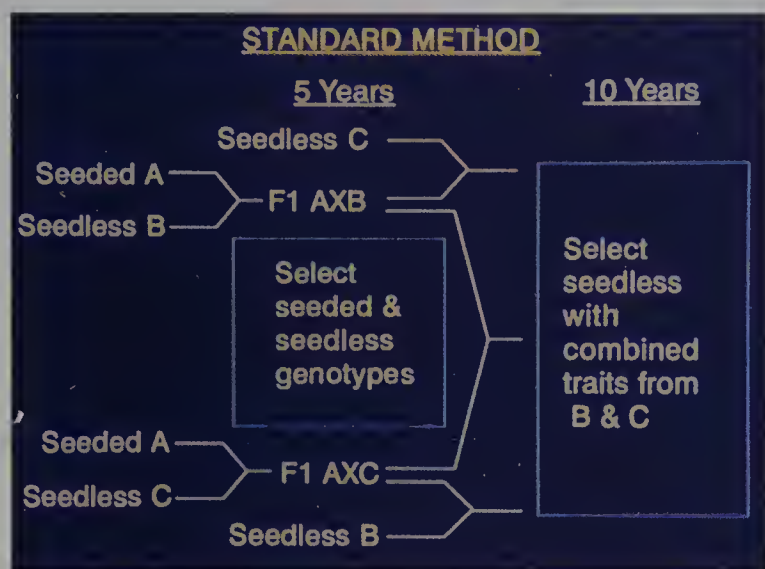 STANDARD METHOD
5 Years
10 Years
Seedless C
Seeded A
F1 AXB
Seedless B
Select
seeded &
seedless
genotypes
Select
seedless
with
combined
traits from
B & C
Seeded A
F1 AXC
Seedless C
Seedless B